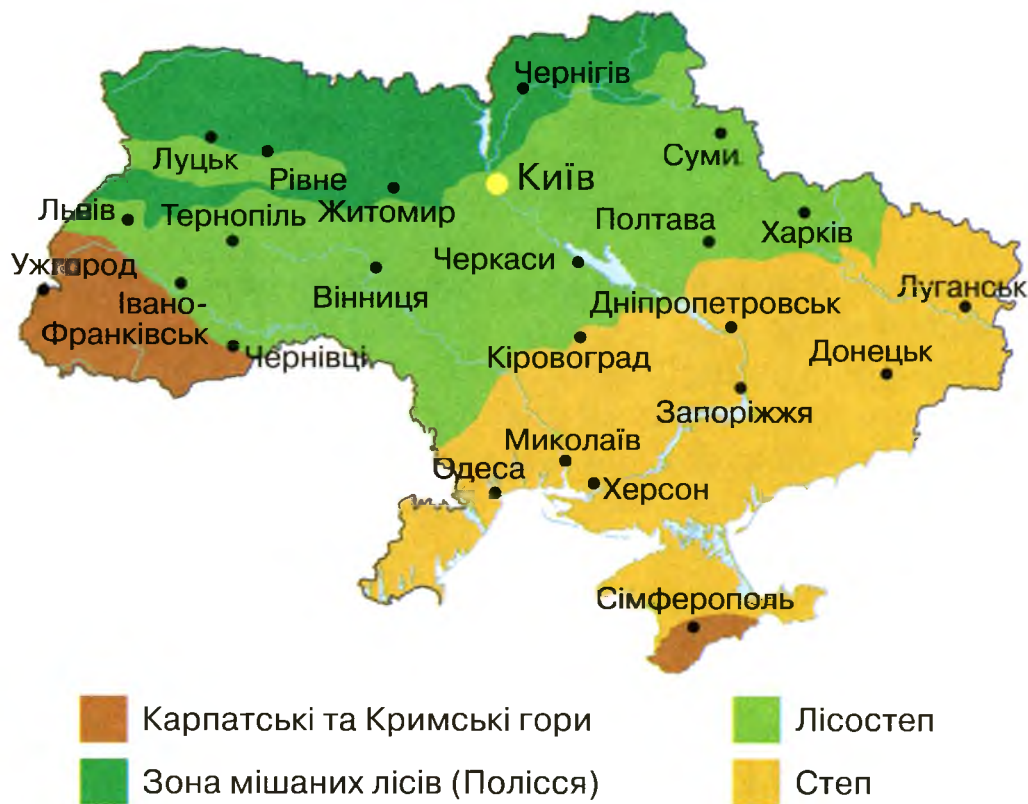 Чернігів
Луцьк
Рівне
Суми
Київ
Львів
Тернопіль
Житомир
Полтава
Харків
Ужгород
Івано-
Франківськ
Вінниця
Черкаси
Дніпропетровськ
Луганськ
Чернівці
Кіровоград
Донецьк
Запоріжжя
Миколаїв
Одеса
Херсон
Сімферополь
Карпатські та Кримські гори
Лісостеп
Зона мішаних лісів (Полісся)
Степ